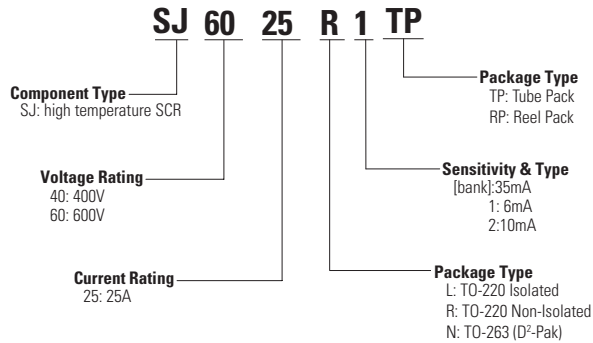 SJ 60 25 R 1 TP
Component Type
SJ: high temperature SCR
Voltage Rating
40: 400V
60: 600V
Current Rating
25: 25A
Package Type
TP: Tube Pack
RP: Reel Pack
Sensitivity & Type
[bank]:35mA
1: 6mA
2:10mA
Package Type
L: TO-220 Isolated
R: TO-220 Non-Isolated
N: TO-263 (D²-Pak)